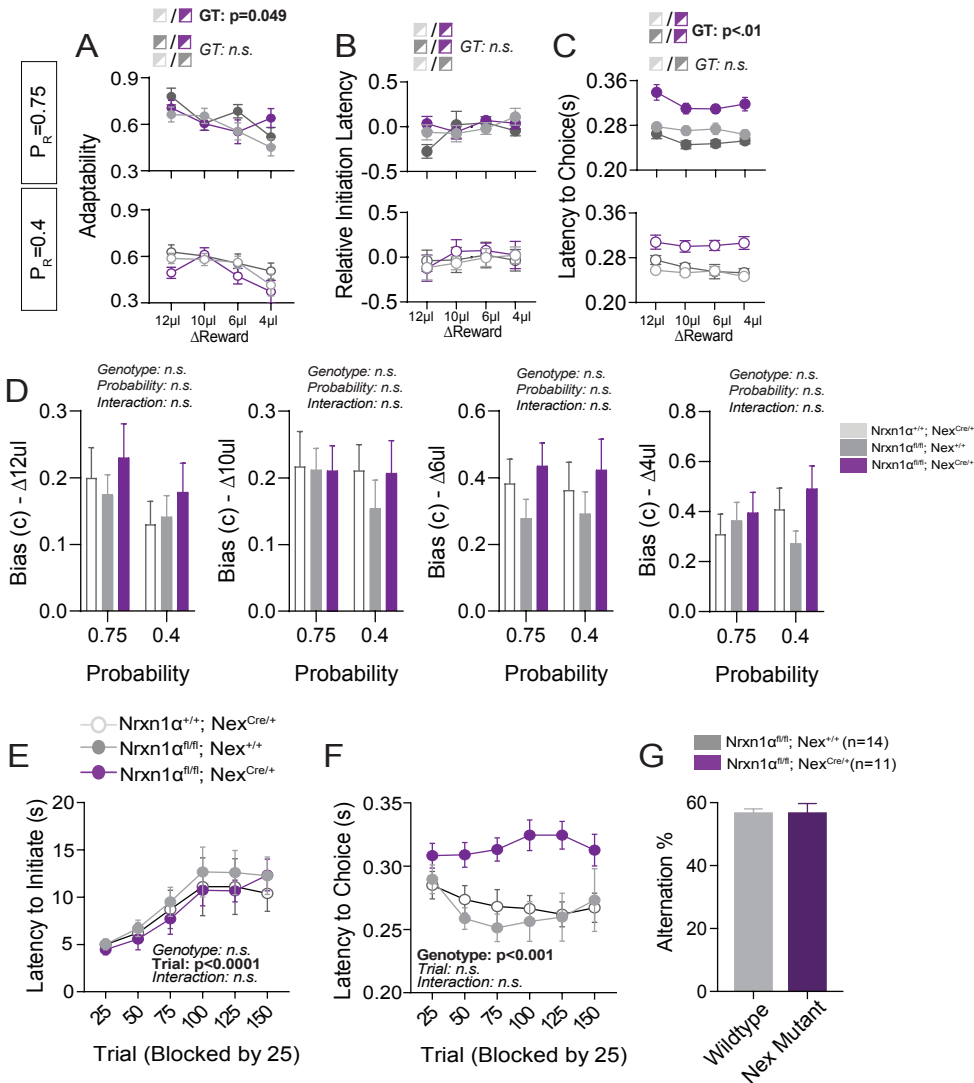 A
/ GT: p=0.049
/
/ GT: n.s.
B
/
/ GT: n.s.
/
C
/
/ GT: p<.01
/ GT: n.s.
P_R=0.75
P_R=0.4
Adaptability
0.9
0.6
0.3
0.9
0.6
0.3
12µl 10µl 6µl 4µl
ΔReward
Relative Initiation Latency
0.5
0.0
-0.5
0.5
0.0
-0.5
12µl 10µl 6µl 4µl
ΔReward
Latency to Choice(s)
0.36
0.28
0.20
0.36
0.28
0.20
12µl 10µl 6µl 4µl
ΔReward
D
Genotype: n.s.
Probability: n.s.
Interaction: n.s.
Bias (c) - Δ12ul
0.3
0.2
0.1
0.0
0.75 0.4
Probability
Genotype: n.s.
Probability: n.s.
Interaction: n.s.
Bias (c) - Δ10ul
0.3
0.2
0.1
0.0
0.75 0.4
Probability
Genotype: n.s.
Probability: n.s.
Interaction: n.s.
Bias (c) - Δ6ul
0.6
0.4
0.2
0.0
0.75 0.4
Probability
Genotype: n.s.
Probability: n.s.
Interaction: n.s.
Bias (c) - Δ4ul
0.8
0.6
0.4
0.2
0.0
0.75 0.4
Probability
Nrxn1α+/+; NexCre/+
Nrxn1αfl/fl; Nex+/+
Nrxn1αfl/fl; NexCre/+
Nrxn1α+/+; NexCre/+
Nrxn1αfl/fl; Nex+/+
Nrxn1αfl/fl; NexCre/+
E
Latency to Initiate (s)
20
15
10
5
0
Genotype: n.s.
Trial: p<0.0001
Interaction: n.s.
25 50 75 100 125 150
Trial (Blocked by 25)
F
Latency to Choice (s)
0.35
0.30
0.25
0.20
Genotype: p<0.001
Trial: n.s.
Interaction: n.s.
25 50 75 100 125 150
Trial (Blocked by 25)
G
Nrxn1αfl/fl; Nex+/+ (n=14)
Nrxn1αfl/fl; NexCre/+ (n=11)
Alternation %
60
40
20
0
Wildtype
Nex Mutant